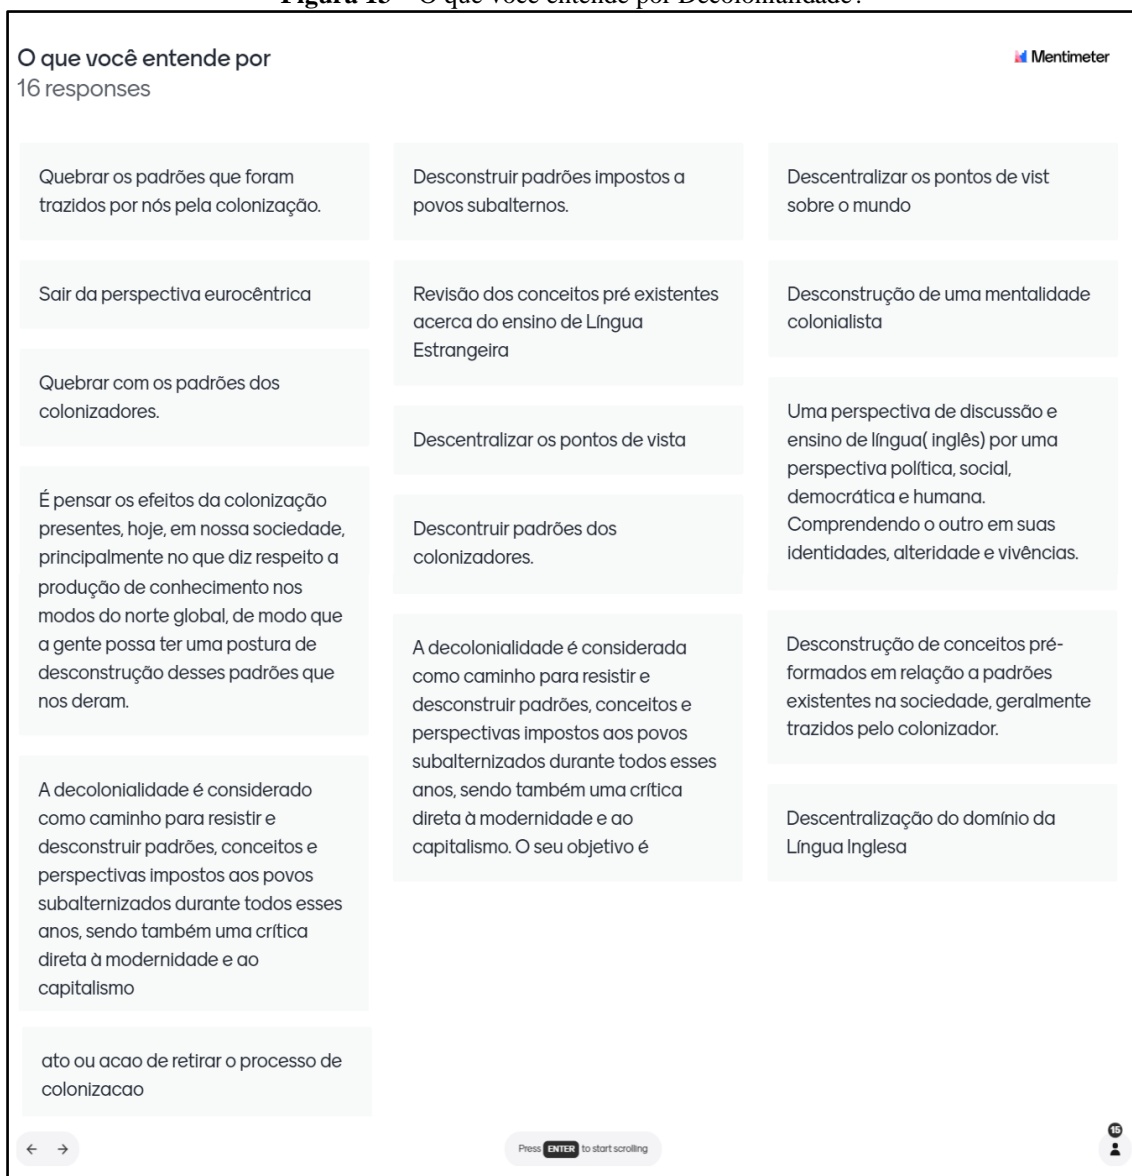 Figura 15 – O que você entende por Decolonialidade?
O que você entende por
16 responses
Mentimeter
Quebrar os padrões que foram
trazidos por nós pela colonização.
Sair da perspectiva eurocêntrica
Quebrar com os padrões dos
colonizadores.
É pensar os efeitos da colonização
presentes, hoje, em nossa sociedade,
principalmente no que diz respeito a
produção de conhecimento nos
modos do norte global, de modo que
a gente possa ter uma postura de
desconstrução desses padrões que
nos deram.
A decolonialidade é considerado
como caminho para resistir e
desconstruir padrões, conceitos e
perspectivas impostos aos povos
subalternizados durante todos esses
anos, sendo também uma crítica
direta à modernidade e ao
capitalismo
ato ou acao de retirar o processo de
colonizacao
Desconstruir padrões impostos a
povos subalternos.
Revisão dos conceitos pré existentes
acerca do ensino de Língua
Estrangeira
Descentralizar os pontos de vista
Descontruir padrões dos
colonizadores.
A decolonialidade é considerada
como caminho para resistir e
desconstruir padrões, conceitos e
perspectivas impostos aos povos
subalternizados durante todos esses
anos, sendo também uma crítica
direta à modernidade e ao
capitalismo. O seu objetivo é
Descentralizar os pontos de vist
sobre o mundo
Desconstrução de uma mentalidade
colonialista
Uma perspectiva de discussão e
ensino de língua( inglês) por uma
perspectiva política, social,
democrática e humana.
Comprendendo o outro em suas
identidades, alteridade e vivências.
Desconstrução de conceitos pré-
formados em relação a padrões
existentes na sociedade, geralmente
trazidos pelo colonizador.
Descentralização do domínio da
Língua Inglesa
Press ENTER to start scrolling
15